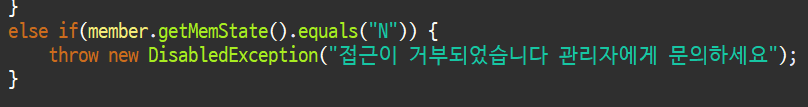 }
else if(member.getMemState().equals("N")) {
throw new DisabledException("접근이 거부되었습니다 관리자에게 문의하세요");
}